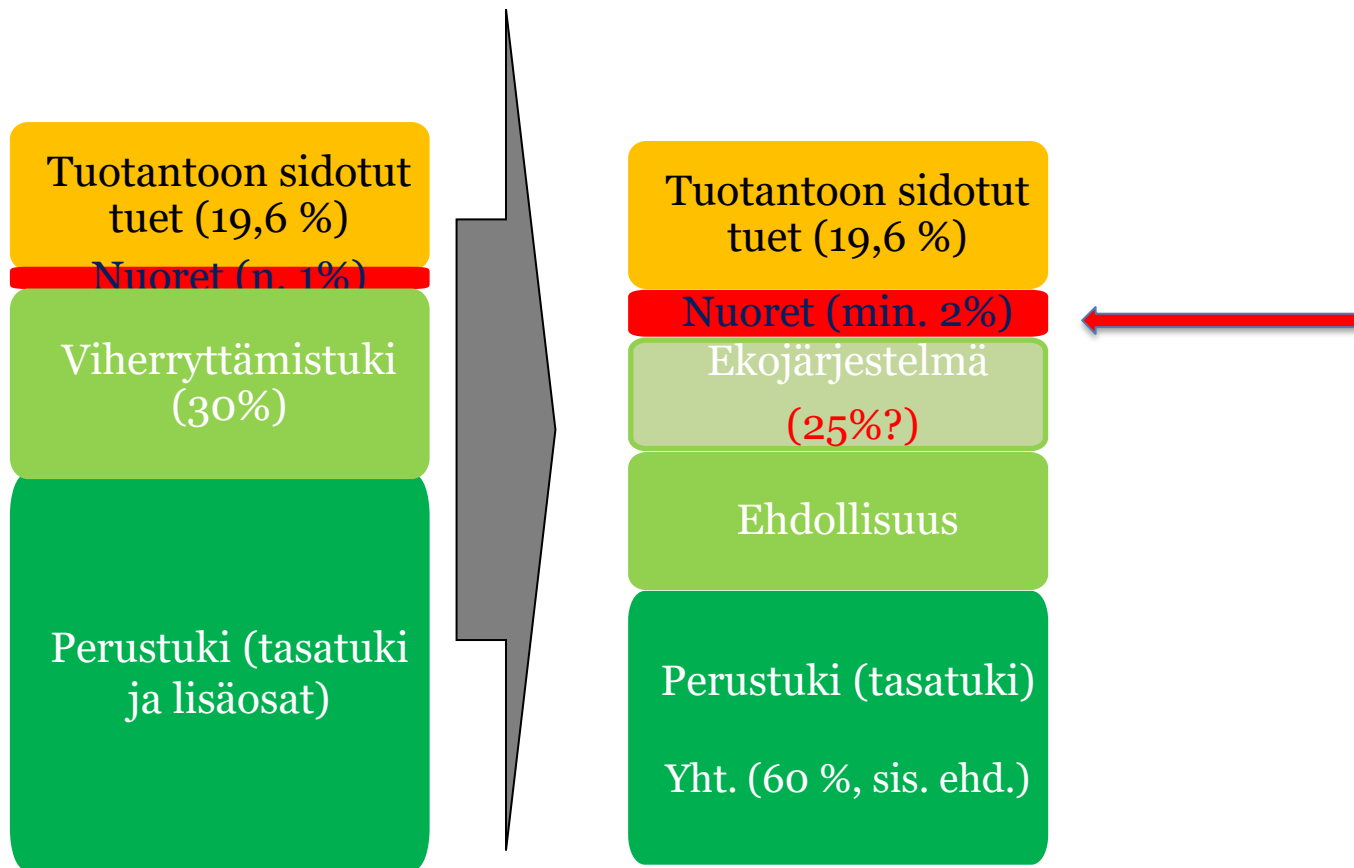 Tuotantoon sidotut
tuet (19,6 %)
Nuoret (n. 1%)
Viherryttämistuki
(30%)
Perustuki (tasatuki
ja lisäosat)
Tuotantoon sidotut
tuet (19,6 %)
Nuoret (min. 2%)
Ekojärjestelmä
(25%?)
Ehdollisuus
Perustuki (tasatuki)
Yht. (60 %, sis. ehd.)